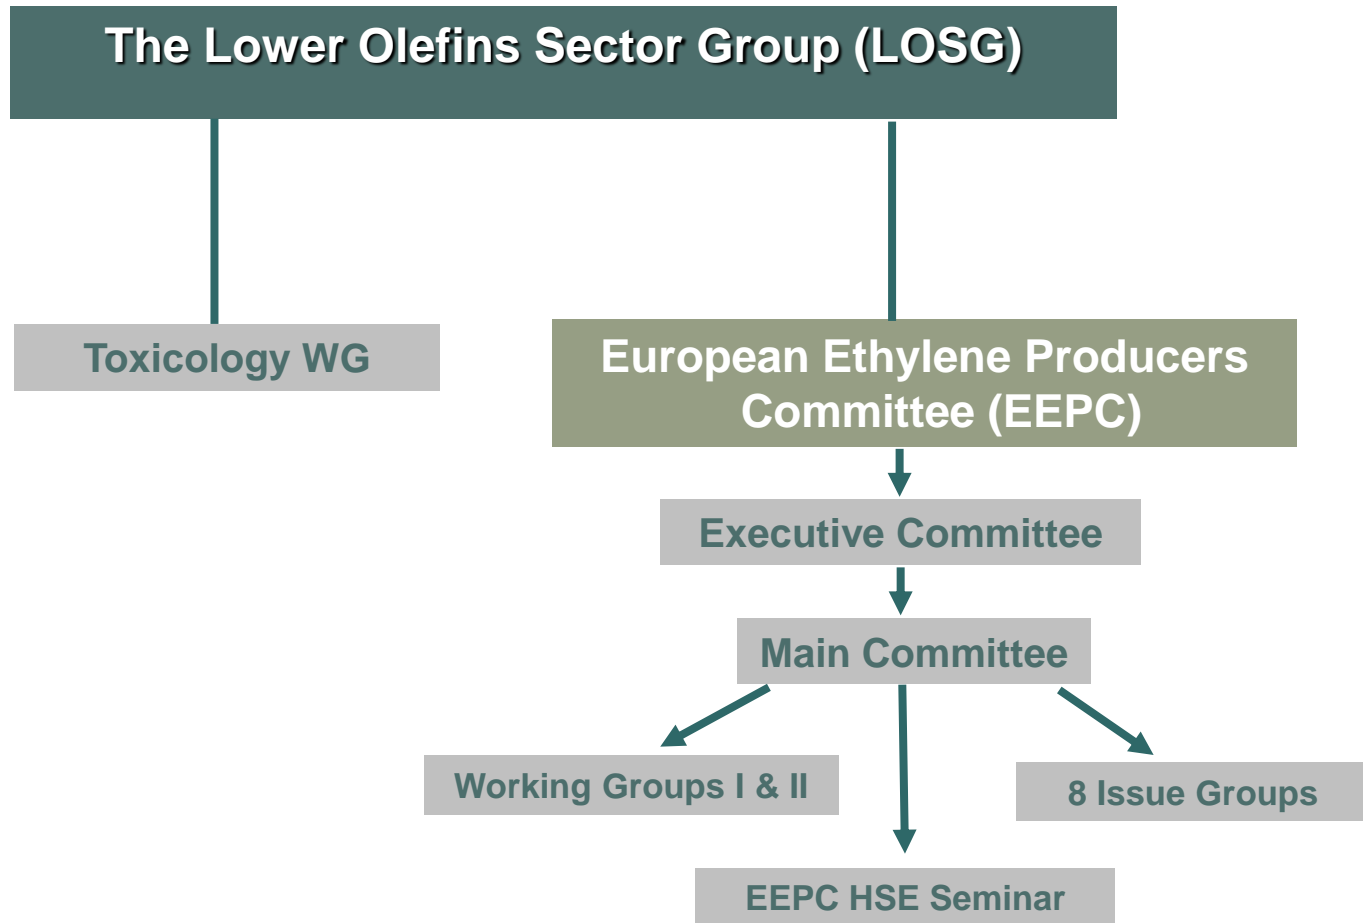 The Lower Olefins Sector Group (LOSG)
Toxicology WG
European Ethylene Producers
Committee (EEPC)
Executive Committee
Main Committee
Working Groups I & II
8 Issue Groups
EEPC HSE Seminar